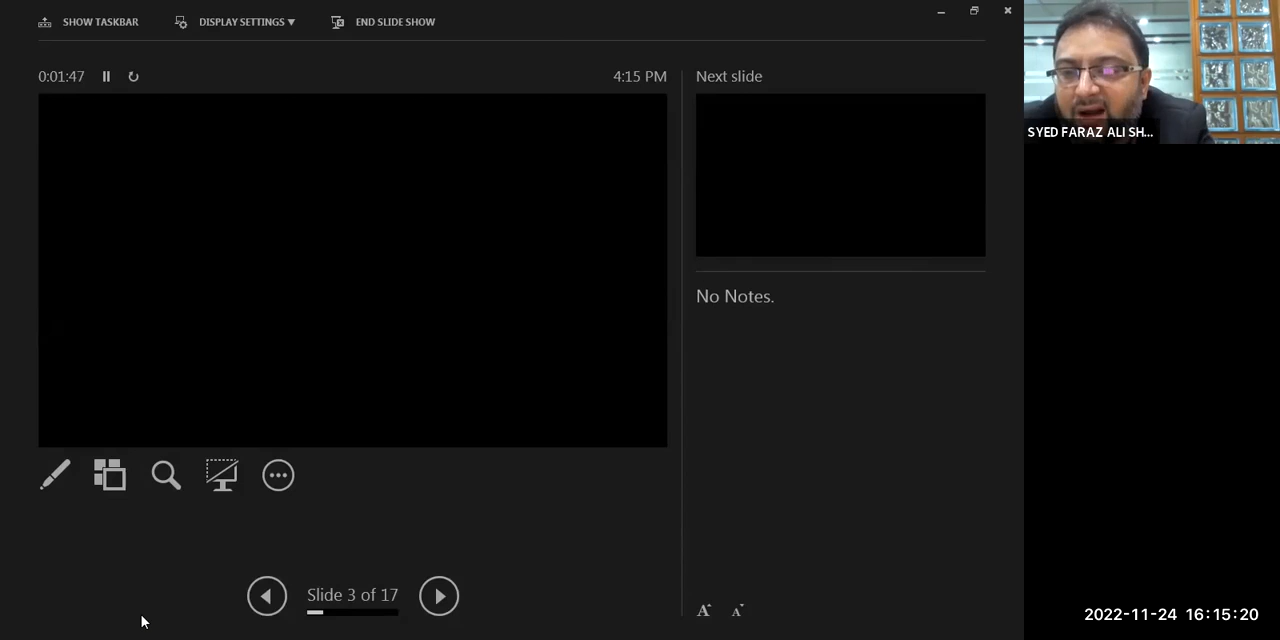 SHOW TASKBAR DISPLAY SETTINGS ▼ END SLIDE SHOW
0:01:47 4:15 PM Next slide
SYED FARAZ ALI SH...
No Notes.
Slide 3 of 17
A A
2022-11-24 16:15:20